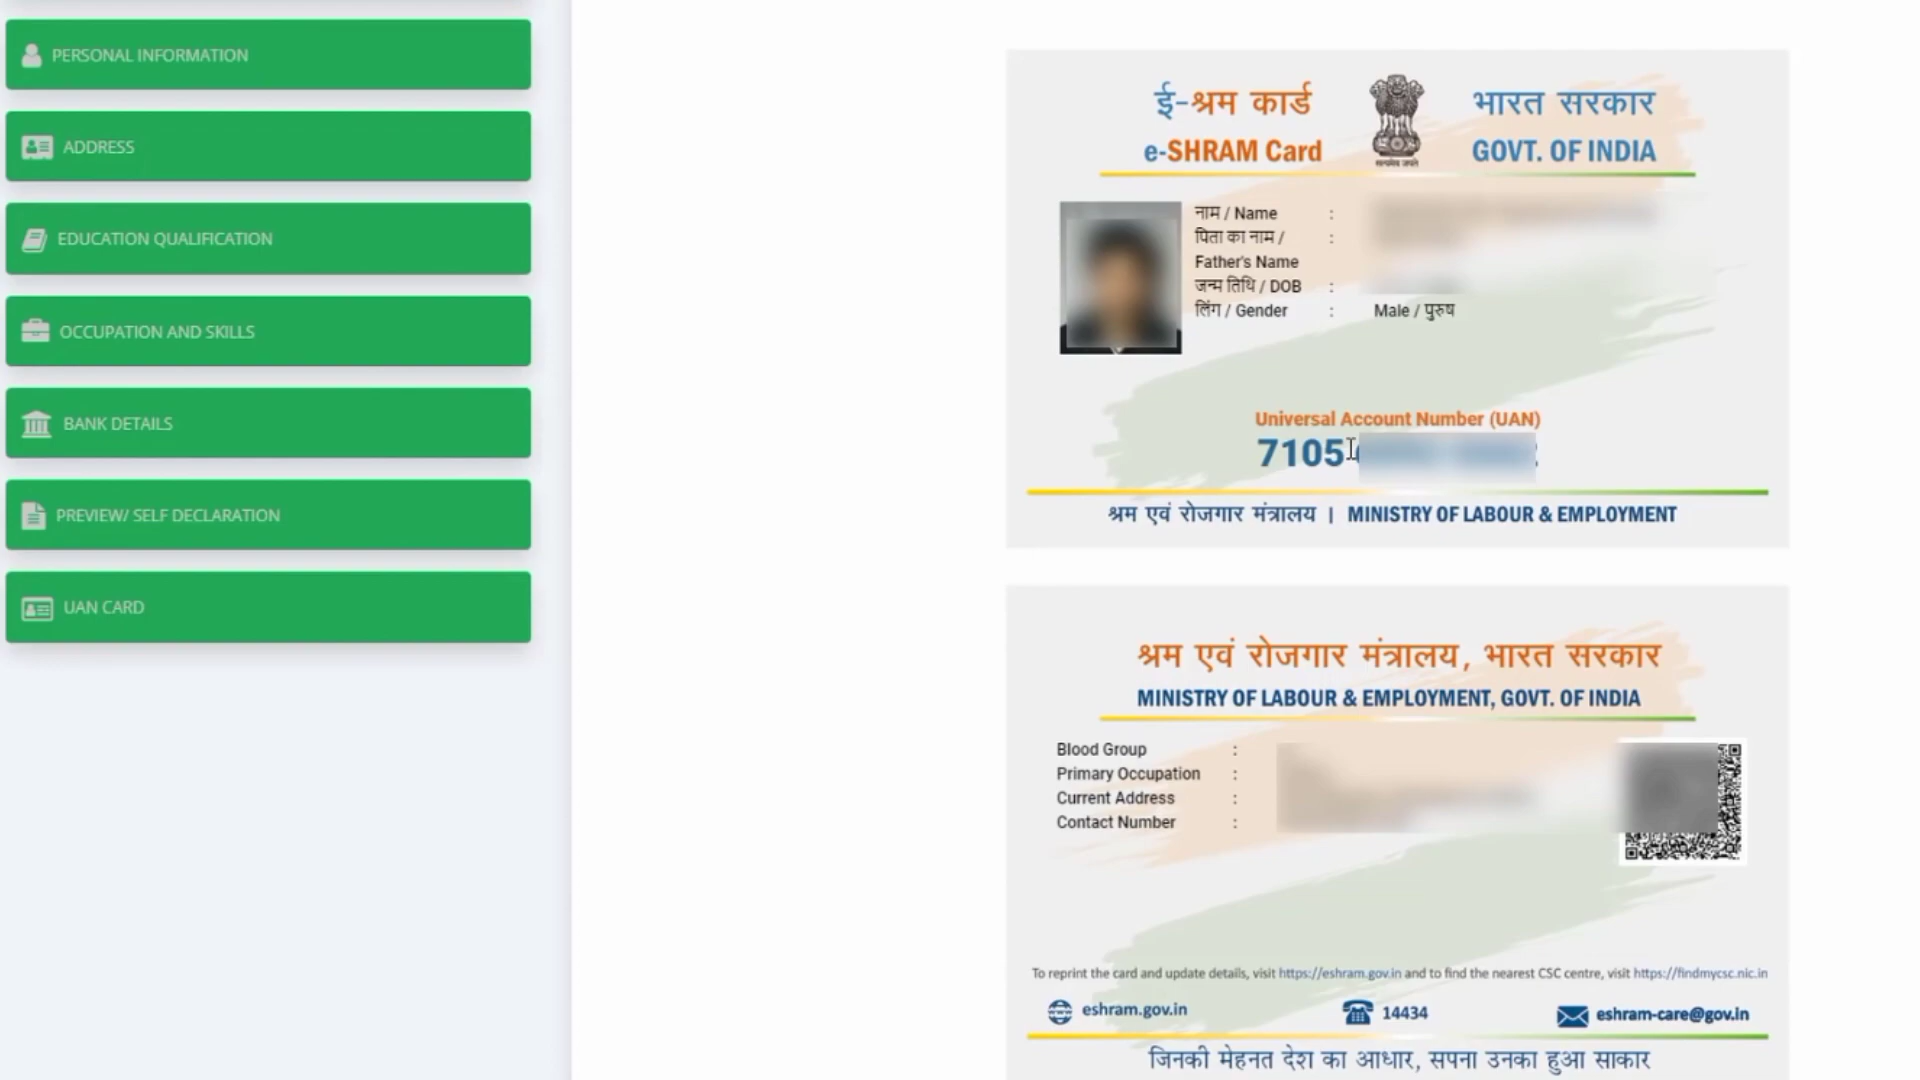 PERSONAL INFORMATION
ADDRESS
EDUCATION QUALIFICATION
OCCUPATION AND SKILLS
BANK DETAILS
PREVIEW/ SELF DECLARATION
UAN CARD
ई-श्रम कार्ड
भारत सरकार
e-SHRAM Card
GOVT. OF INDIA
सत्यमेव जयते
नाम / Name :
पिता का नाम / :
Father's Name
जन्म तिथि / DOB :
लिंग / Gender : Male / पुरुष
Universal Account Number (UAN)
7105
श्रम एवं रोजगार मंत्रालय | MINISTRY OF LABOUR & EMPLOYMENT
श्रम एवं रोजगार मंत्रालय, भारत सरकार
MINISTRY OF LABOUR & EMPLOYMENT, GOVT. OF INDIA
Blood Group :
Primary Occupation :
Current Address :
Contact Number :
To reprint the card and update details, visit https://eshram.gov.in and to find the nearest CSC centre, visit https://findmycsc.nic.in
eshram.gov.in 14434 eshram-care@gov.in
जिनकी मेहनत देश का आधार, सपना उनका हुआ साकार